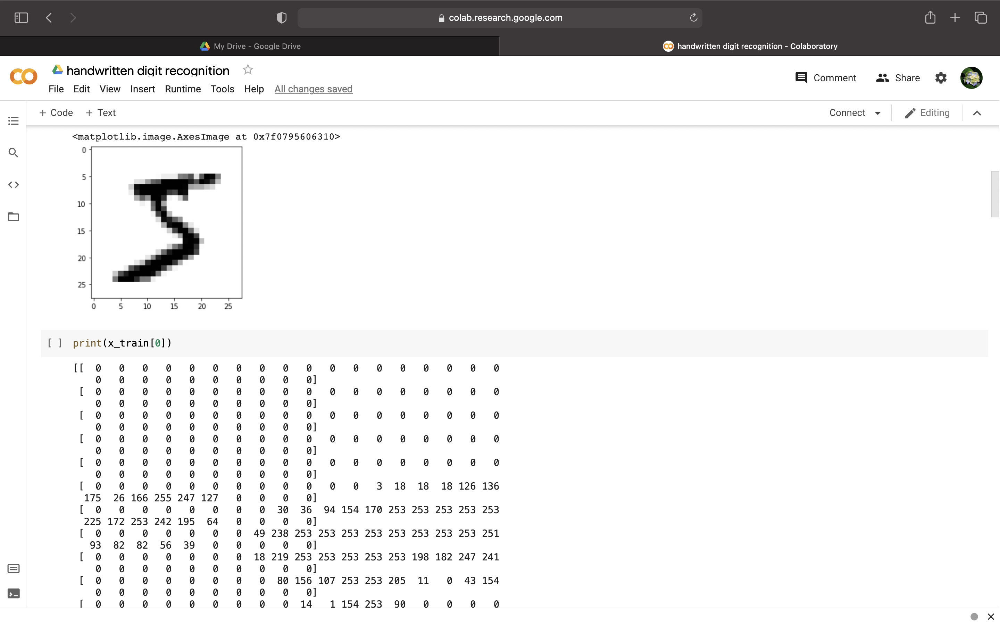 colab.research.google.com
My Drive - Google Drive
handwritten digit recognition - Colaboratory
handwritten digit recognition
Comment
Share
File Edit View Insert Runtime Tools Help All changes saved
+ Code + Text
Connect
Editing
<matplotlib.image.AxesImage at 0x7f0795606310>
0
5
10
15
20
25
0 5 10 15 20 25
[ ] print(x_train[0])
[[ 0 0 0 0 0 0 0 0 0 0 0 0 0 0 0 0 0 0
0 0 0 0 0 0 0 0 0 0]
[ 0 0 0 0 0 0 0 0 0 0 0 0 0 0 0 0 0 0
0 0 0 0 0 0 0 0 0 0]
[ 0 0 0 0 0 0 0 0 0 0 0 0 0 0 0 0 0 0
0 0 0 0 0 0 0 0 0 0]
[ 0 0 0 0 0 0 0 0 0 0 0 0 0 0 0 0 0 0
0 0 0 0 0 0 0 0 0 0]
[ 0 0 0 0 0 0 0 0 0 0 0 0 0 0 0 0 0 0
0 0 0 0 0 0 0 0 0 0]
[ 0 0 0 0 0 0 0 0 0 0 0 0 3 18 18 18 126 136
175 26 166 255 247 127 0 0 0 0]
[ 0 0 0 0 0 0 0 0 30 36 94 154 170 253 253 253 253 253
225 172 253 242 195 64 0 0 0 0]
[ 0 0 0 0 0 0 0 49 238 253 253 253 253 253 253 253 253 251
93 82 82 56 39 0 0 0 0 0]
[ 0 0 0 0 0 0 0 18 219 253 253 253 253 253 198 182 247 241
0 0 0 0 0 0 0 0 0 0]
[ 0 0 0 0 0 0 0 0 80 156 107 253 253 205 11 0 43 154
0 0 0 0 0 0 0 0 0 0]
[ 0 0 0 0 0 0 0 0 0 14 1 154 253 90 0 0 0 0